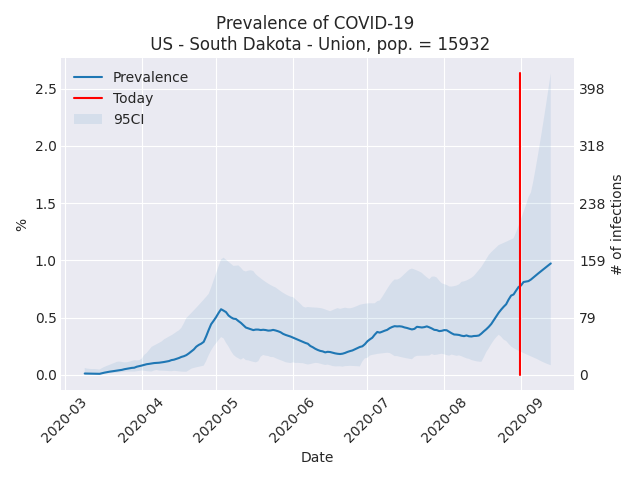 Prevalence of COVID-19
US - South Dakota - Union, pop. = 15932
Prevalence
Today
95CI
2.5
2.0
1.5
1.0
0.5
0.0
%
398
318
238
159
79
0
# of infections
2020-03
2020-04
2020-05
2020-06
2020-07
2020-08
2020-09
Date